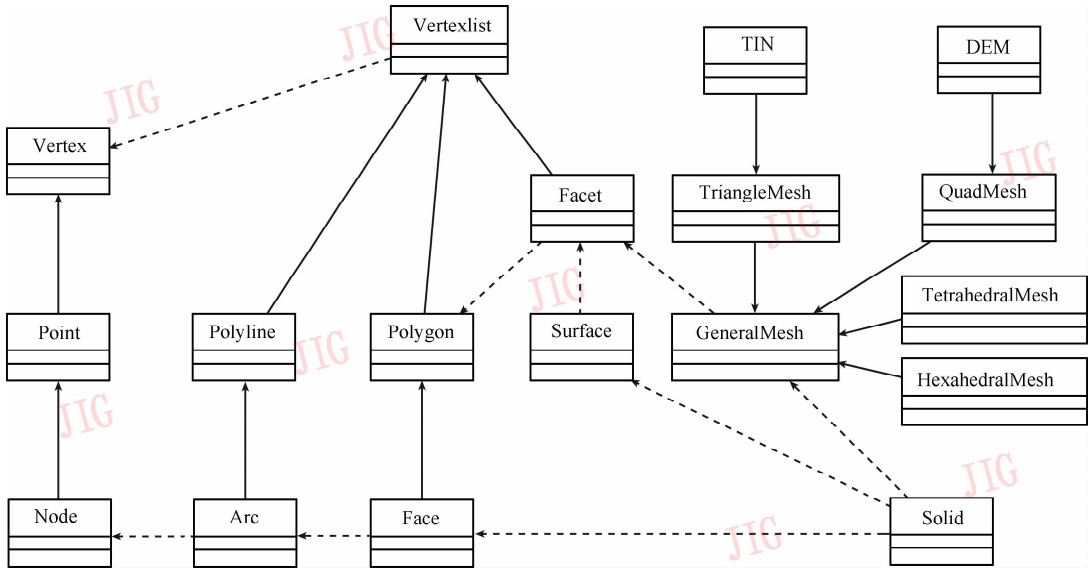 Vertexlist
TIN
DEM
JIG
JIG
Vertex
JIG
Facet
TriangleMesh
QuadMesh
JIG
JIG
TetrahedralMesh
Point
Polyline
Polygon
Surface
GeneralMesh
JIG
HexahedralMesh
JIG
JIG
Node
Arc
Face
Solid
JIG